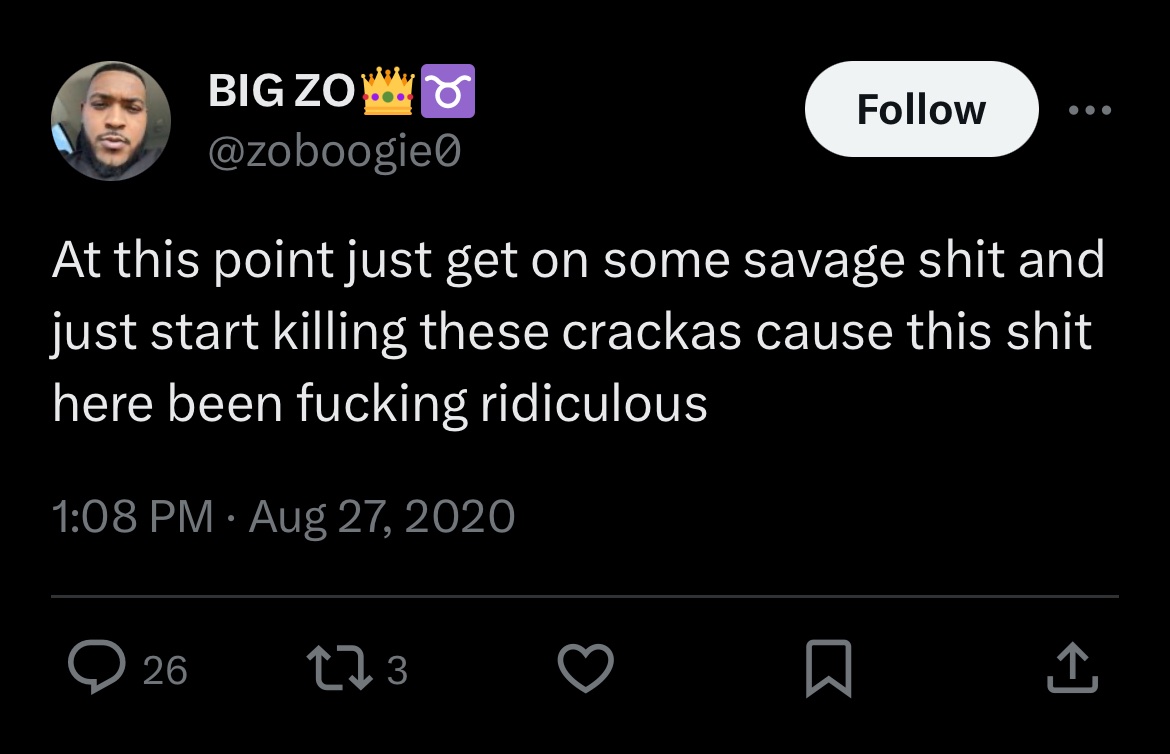 BIG ZO👑♉
@zoboogie0
Follow
At this point just get on some savage shit and
just start killing these crackas cause this shit
here been fucking ridiculous
1:08 PM · Aug 27, 2020
26
3